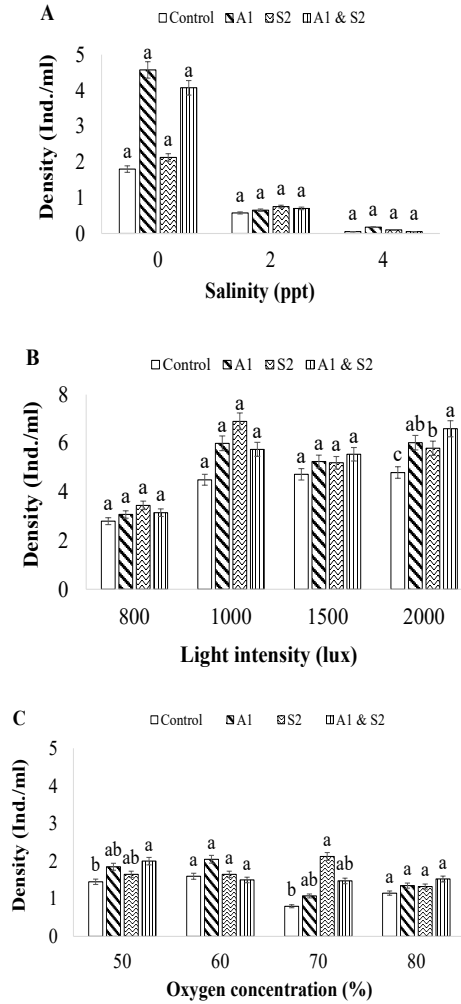 A
Control A1 S2 A1 & S2
Density (Ind./ml)
5
4
3
2
1
0
a a a a
a a a a
a a a a
0 2 4
Salinity (ppt)
B
Control A1 S2 A1 & S2
Density (Ind./ml)
8
6
4
2
0
a a a a
a a a a
a a a a
c ab b a
800 1000 1500 2000
Light intensity (lux)
C
Control A1 S2 A1 & S2
Density (Ind./ml)
5
4
3
2
1
0
b ab ab a
a a a a
b ab a ab
a a a a
50 60 70 80
Oxygen concentration (%)